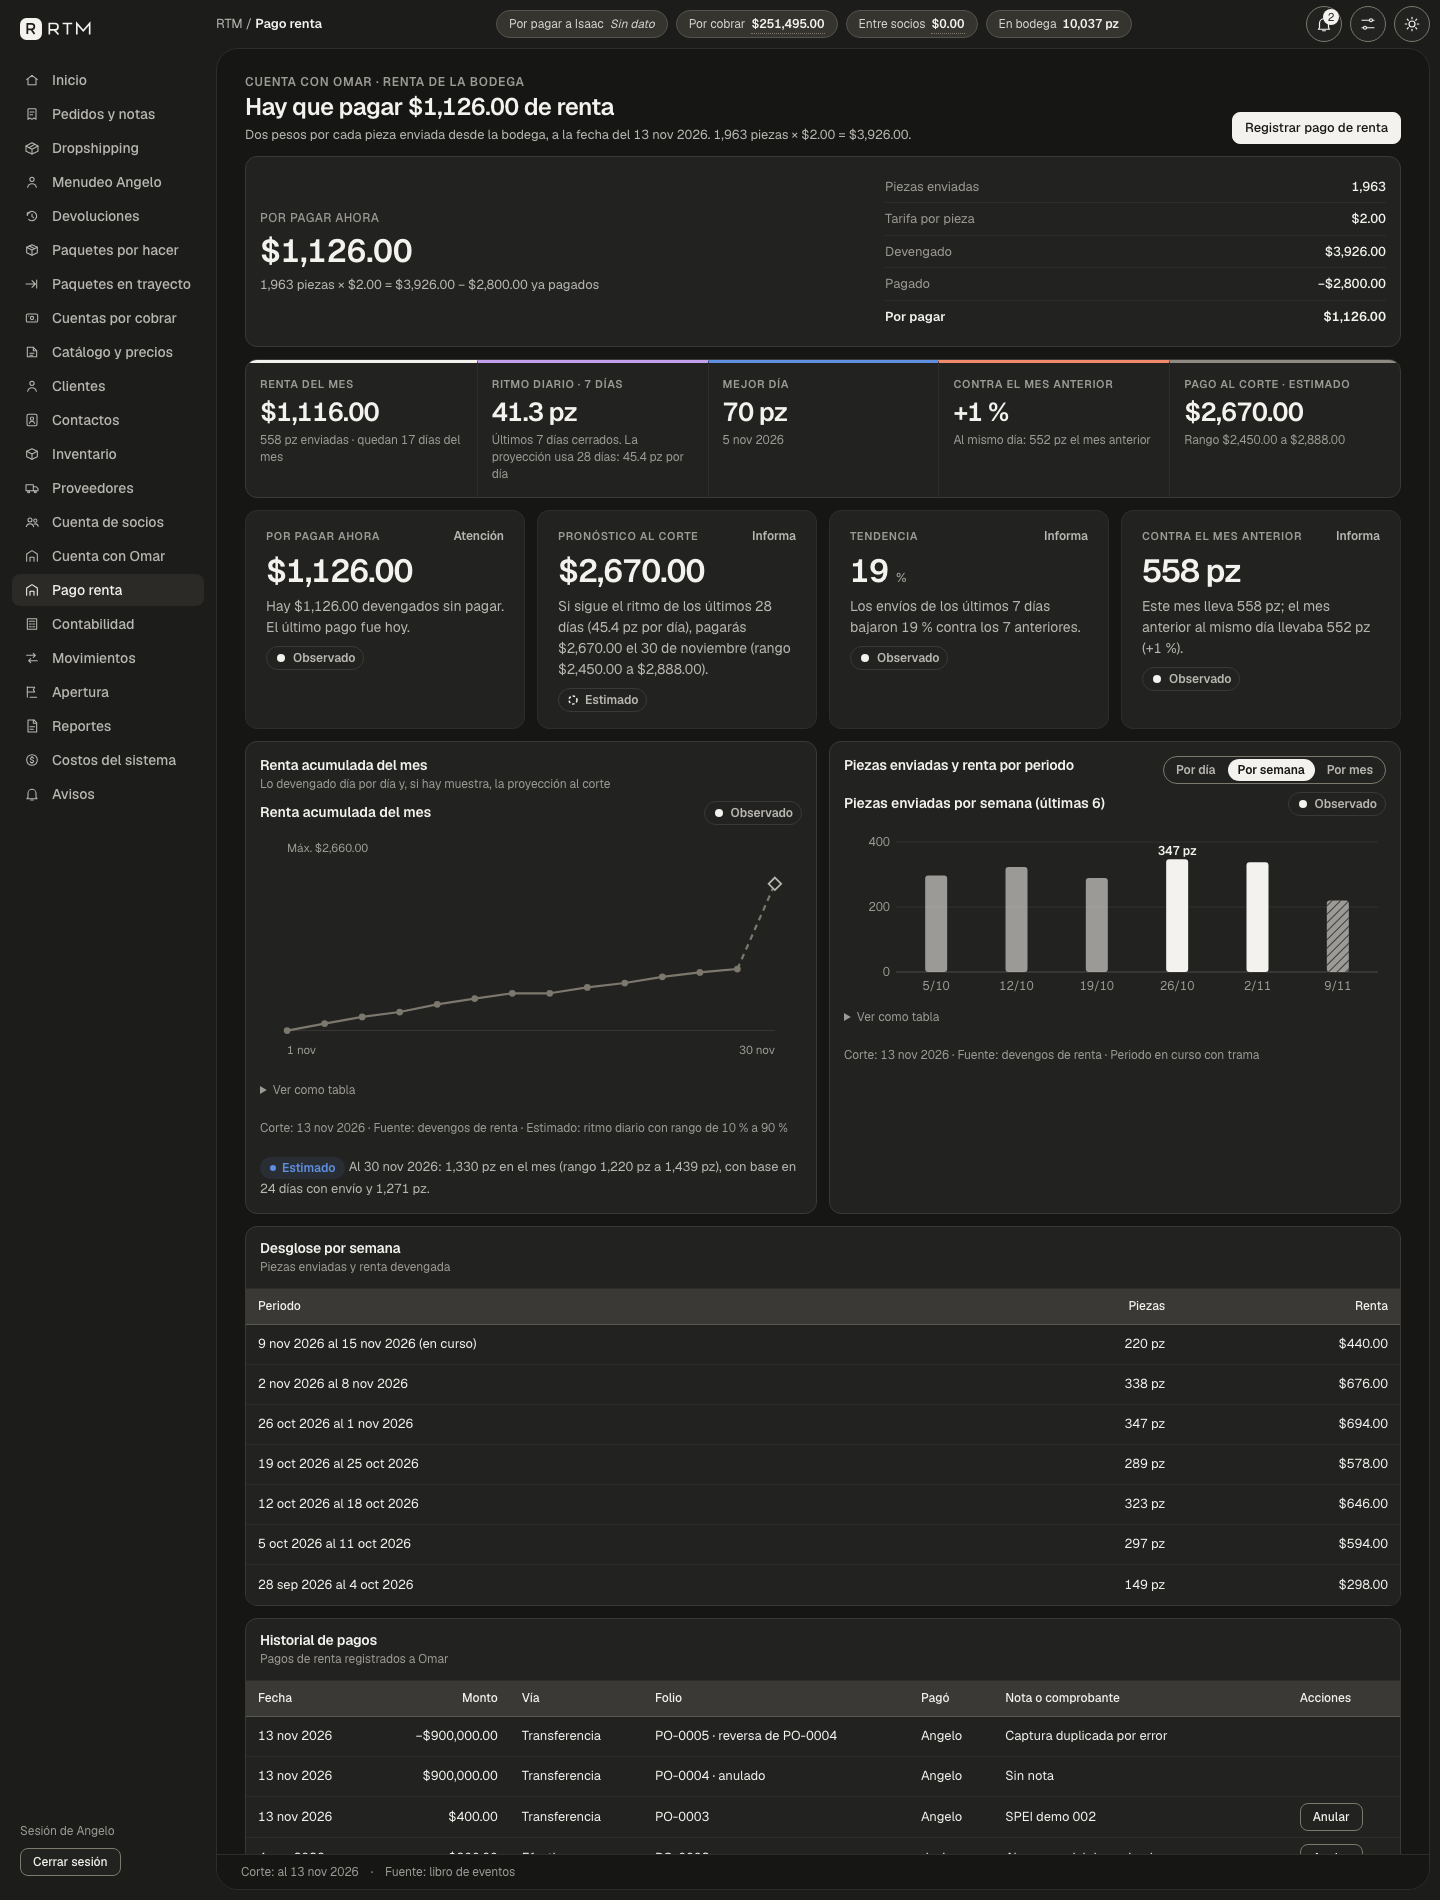 R RTM
RTM / Pago renta
Por pagar a Isaac Sin dato
Por cobrar $251,495.00
Entre socios $0.00
En bodega 10,037 pz
2
Inicio
Pedidos y notas
Dropshipping
Menudeo Angelo
Devoluciones
Paquetes por hacer
Paquetes en trayecto
Cuentas por cobrar
Catálogo y precios
Clientes
Contactos
Inventario
Proveedores
Cuenta de socios
Cuenta con Omar
Pago renta
Contabilidad
Movimientos
Apertura
Reportes
Costos del sistema
Avisos
Sesión de Angelo
Cerrar sesión
CUENTA CON OMAR · RENTA DE LA BODEGA
Hay que pagar $1,126.00 de renta
Dos pesos por cada pieza enviada desde la bodega, a la fecha del 13 nov 2026. 1,963 piezas × $2.00 = $3,926.00.
Registrar pago de renta
POR PAGAR AHORA
$1,126.00
1,963 piezas × $2.00 = $3,926.00 − $2,800.00 ya pagados
Piezas enviadas 1,963
Tarifa por pieza $2.00
Devengado $3,926.00
Pagado −$2,800.00
Por pagar $1,126.00
RENTA DEL MES
$1,116.00
558 pz enviadas · quedan 17 días del
mes
RITMO DIARIO · 7 DÍAS
41.3 pz
Últimos 7 días cerrados. La
proyección usa 28 días: 45.4 pz por
día
MEJOR DÍA
70 pz
5 nov 2026
CONTRA EL MES ANTERIOR
+1 %
Al mismo día: 552 pz el mes anterior
PAGO AL CORTE · ESTIMADO
$2,670.00
Rango $2,450.00 a $2,888.00
POR PAGAR AHORA Atención
$1,126.00
Hay $1,126.00 devengados sin pagar.
El último pago fue hoy.
Observado
PRONÓSTICO AL CORTE Informa
$2,670.00
Si sigue el ritmo de los últimos 28
días (45.4 pz por día), pagarás
$2,670.00 el 30 de noviembre (rango
$2,450.00 a $2,888.00).
Estimado
TENDENCIA Informa
19 %
Los envíos de los últimos 7 días
bajaron 19 % contra los 7 anteriores.
Observado
CONTRA EL MES ANTERIOR Informa
558 pz
Este mes lleva 558 pz; el mes
anterior al mismo día llevaba 552 pz
(+1 %).
Observado
Renta acumulada del mes
Lo devengado día por día y, si hay muestra, la proyección al corte
Renta acumulada del mes
Observado
Máx. $2,660.00
1 nov 30 nov
Ver como tabla
Corte: 13 nov 2026 · Fuente: devengos de renta · Estimado: ritmo diario con rango de 10 % a 90 %
Estimado Al 30 nov 2026: 1,330 pz en el mes (rango 1,220 pz a 1,439 pz), con base en
24 días con envío y 1,271 pz.
Piezas enviadas y renta por periodo
Por día Por semana Por mes
Piezas enviadas por semana (últimas 6)
Observado
400
347 pz
200
0
5/10 12/10 19/10 26/10 2/11 9/11
Ver como tabla
Corte: 13 nov 2026 · Fuente: devengos de renta · Periodo en curso con trama
Desglose por semana
Piezas enviadas y renta devengada
Periodo Piezas Renta
9 nov 2026 al 15 nov 2026 (en curso) 220 pz $440.00
2 nov 2026 al 8 nov 2026 338 pz $676.00
26 oct 2026 al 1 nov 2026 347 pz $694.00
19 oct 2026 al 25 oct 2026 289 pz $578.00
12 oct 2026 al 18 oct 2026 323 pz $646.00
5 oct 2026 al 11 oct 2026 297 pz $594.00
28 sep 2026 al 4 oct 2026 149 pz $298.00
Historial de pagos
Pagos de renta registrados a Omar
Fecha Monto Vía Folio Pagó Nota o comprobante Acciones
13 nov 2026 −$900,000.00 Transferencia PO-0005 · reversa de PO-0004 Angelo Captura duplicada por error
13 nov 2026 $900,000.00 Transferencia PO-0004 · anulado Angelo Sin nota
13 nov 2026 $400.00 Transferencia PO-0003 Angelo SPEI demo 002 Anular
Corte: al 13 nov 2026 · Fuente: libro de eventos